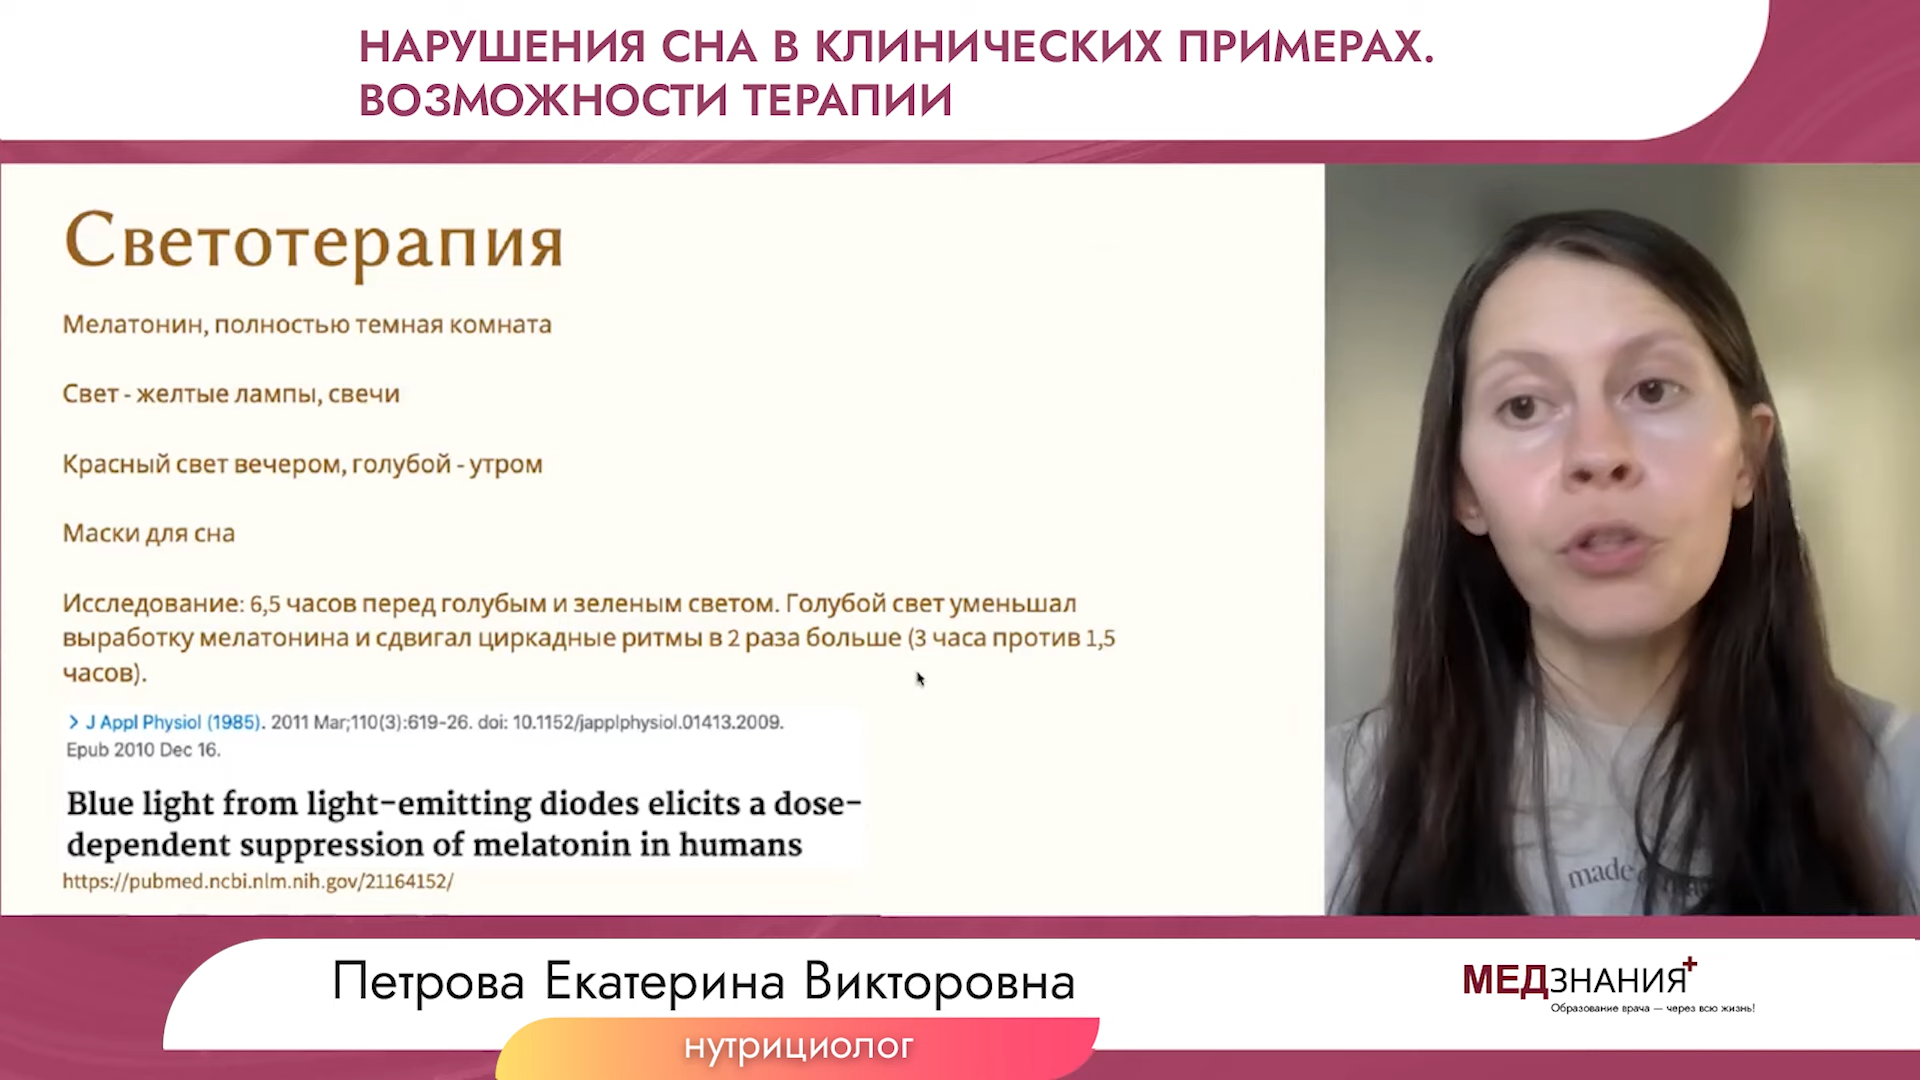 НАРУШЕНИЯ СНА В КЛИНИЧЕСКИХ ПРИМЕРАХ.
ВОЗМОЖНОСТИ ТЕРАПИИ
Светотерапия
Мелатонин, полностью темная комната
Свет - желтые лампы, свечи
Красный свет вечером, голубой - утром
Маски для сна
Исследование: 6,5 часов перед голубым и зеленым светом. Голубой свет уменьшал
выработку мелатонина и сдвигал циркадные ритмы в 2 раза больше (3 часа против 1,5
часов).
> J Appl Physiol (1985). 2011 Mar;110(3):619-26. doi: 10.1152/japplphysiol.01413.2009.
Epub 2010 Dec 16.
Blue light from light-emitting diodes elicits a dose-
dependent suppression of melatonin in humans
https://pubmed.ncbi.nlm.nih.gov/21164152/
made
Петрова Екатерина Викторовна
нутрициолог
МЕДЗНАНИЯ+
Образование врача — через всю жизнь!